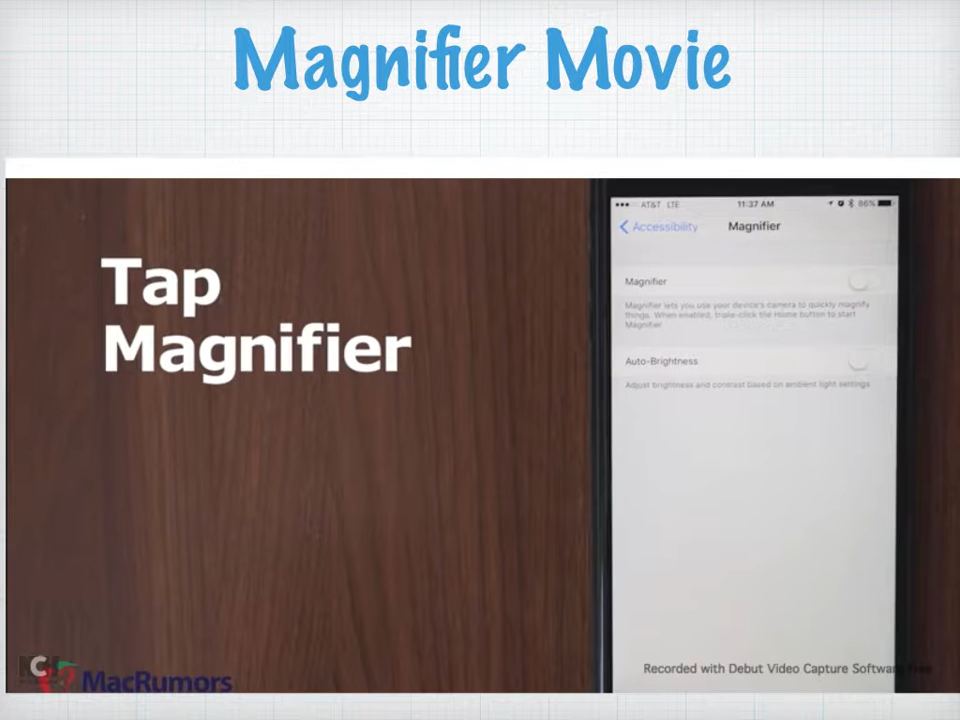 Magnifier Movie
Tap
Magnifier
AT&T LTE 11:37 AM 86%
Accessibility Magnifier
Magnifier
Magnifier lets you use your device's camera to quickly magnify
things. When enabled, triple-click the Home button to start
Magnifier
Auto-Brightness
Adjust brightness and contrast based on ambient light settings
Recorded with Debut Video Capture Software Free
MacRumors